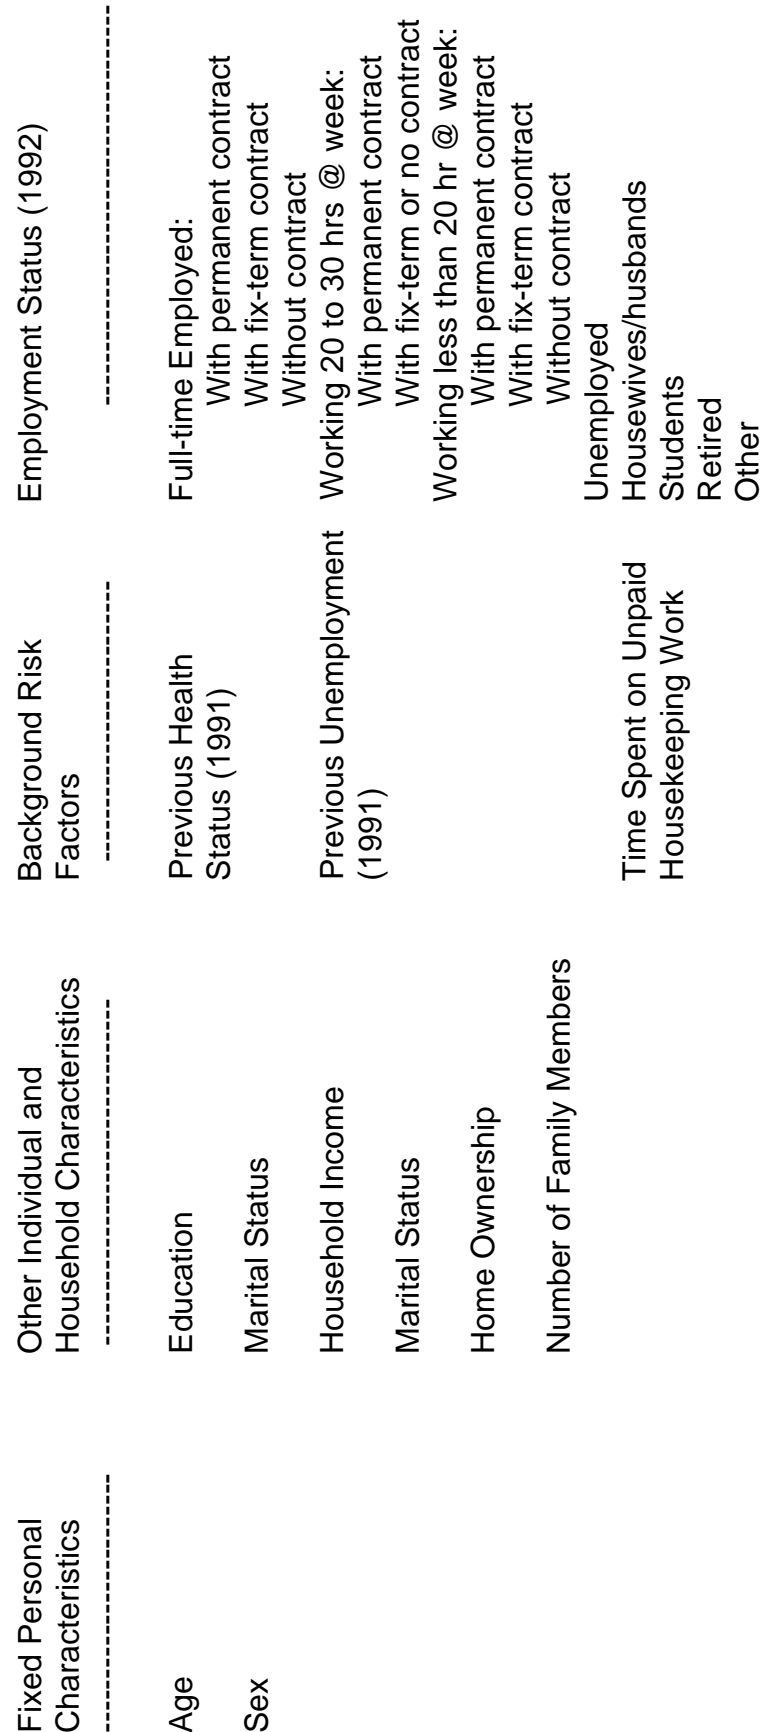 Fixed Personal
Characteristics
--------------------------------
Age
Sex
Other Individual and
Household Characteristics
-------------------------------------------
Education
Marital Status
Household Income
Marital Status
Home Ownership
Number of Family Members
Background Risk
Factors
-----------------------------------
Previous Health
Status (1991)
Previous Unemployment
(1991)
Time Spent on Unpaid
Housekeeping Work
Employment Status (1992)
--------------------------------------------------
Full-time Employed:
With permanent contract
With fix-term contract
Without contract
Working 20 to 30 hrs @ week:
With permanent contract
With fix-term or no contract
Working less than 20 hr @ week:
With permanent contract
With fix-term contract
Without contract
Unemployed
Housewives/husbands
Students
Retired
Other